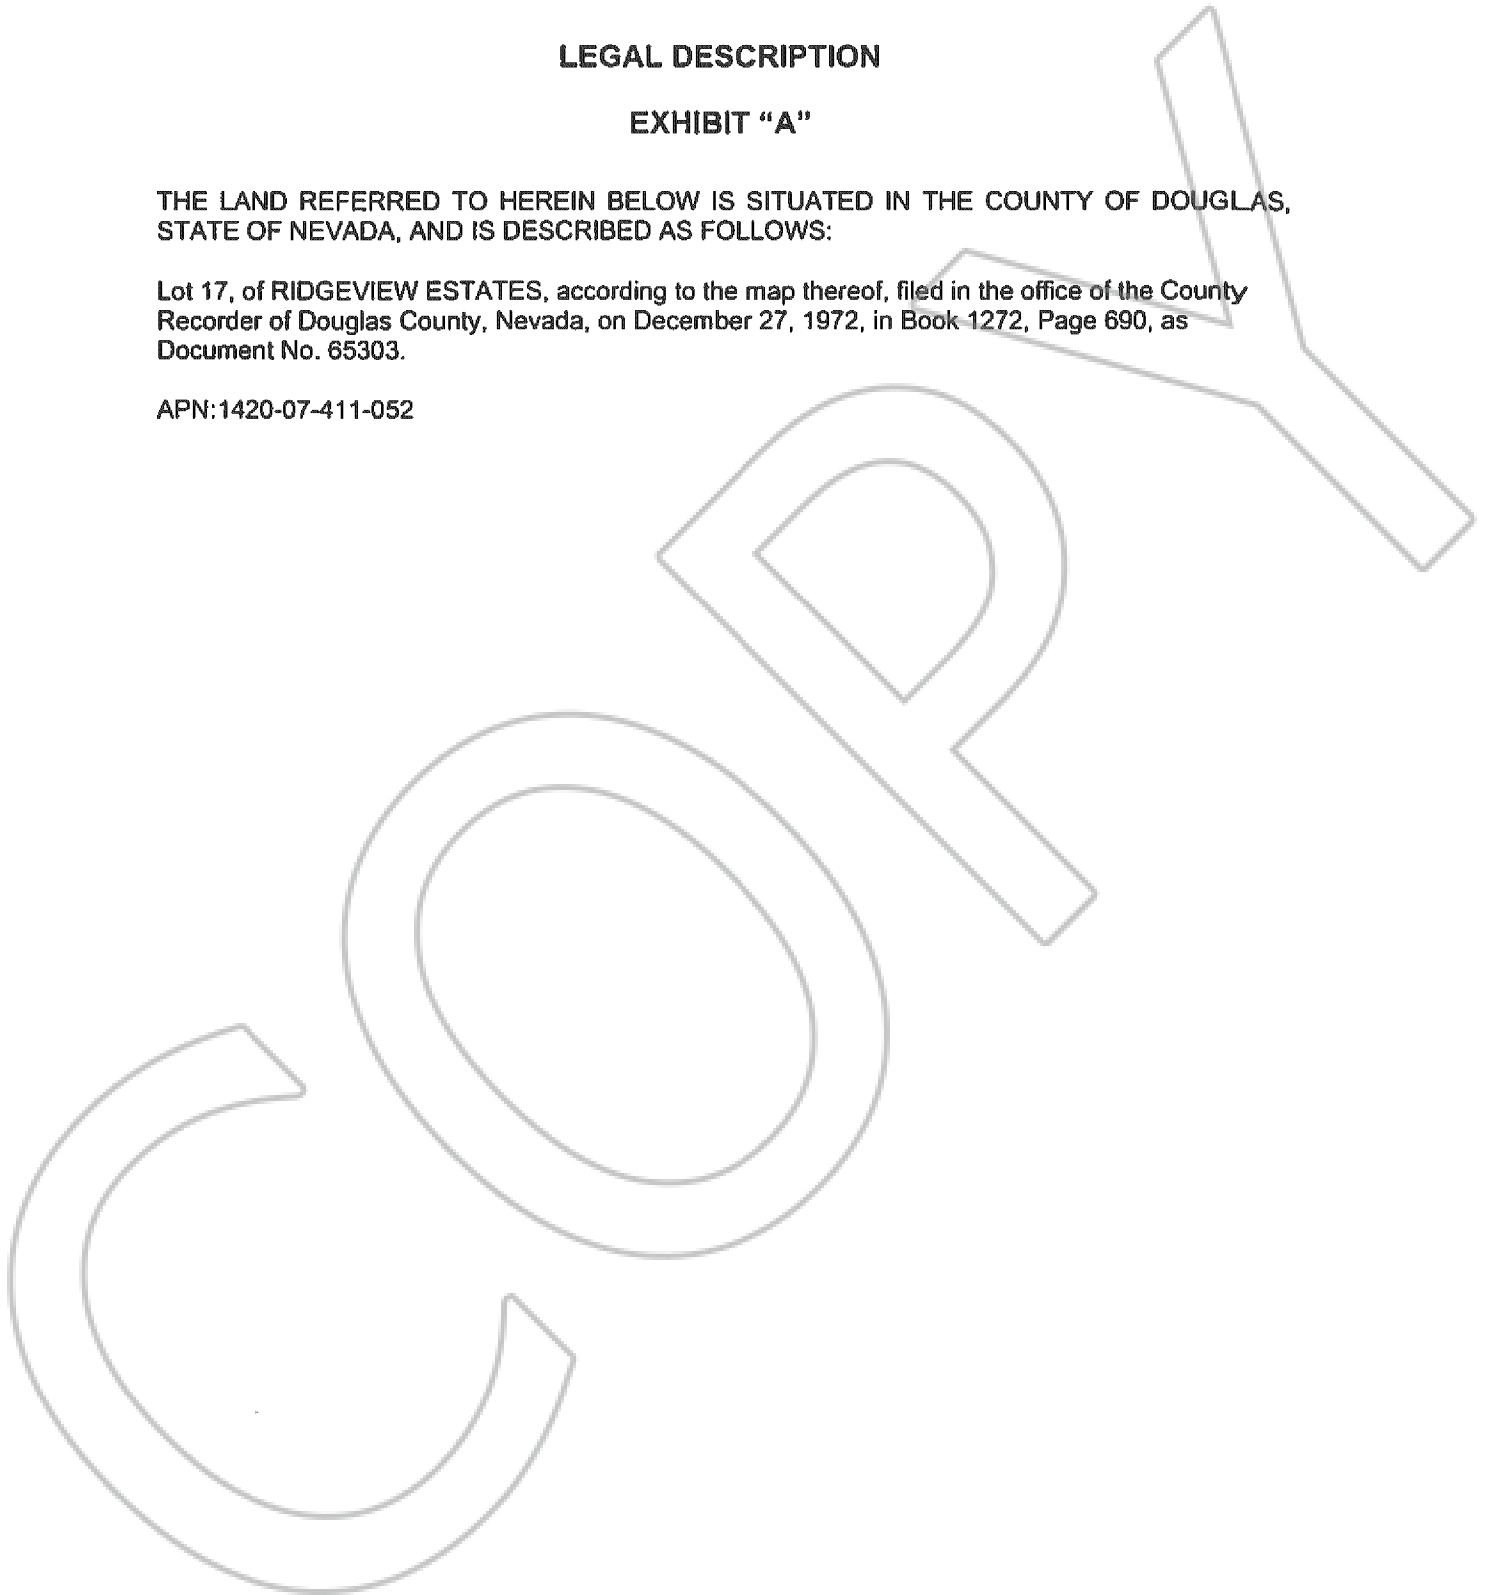 LEGAL DESCRIPTION
EXHIBIT “A”
THE LAND REFERRED TO HEREIN BELOW IS SITUATED IN THE COUNTY OF DOUGLAS,
STATE OF NEVADA, AND IS DESCRIBED AS FOLLOWS:
Lot 17, of RIDGEVIEW ESTATES, according to the map thereof, filed in the office of the County
Recorder of Douglas County, Nevada, on December 27, 1972, in Book 1272, Page 690, as
Document No. 65303.
APN:1420-07-411-052
COPY